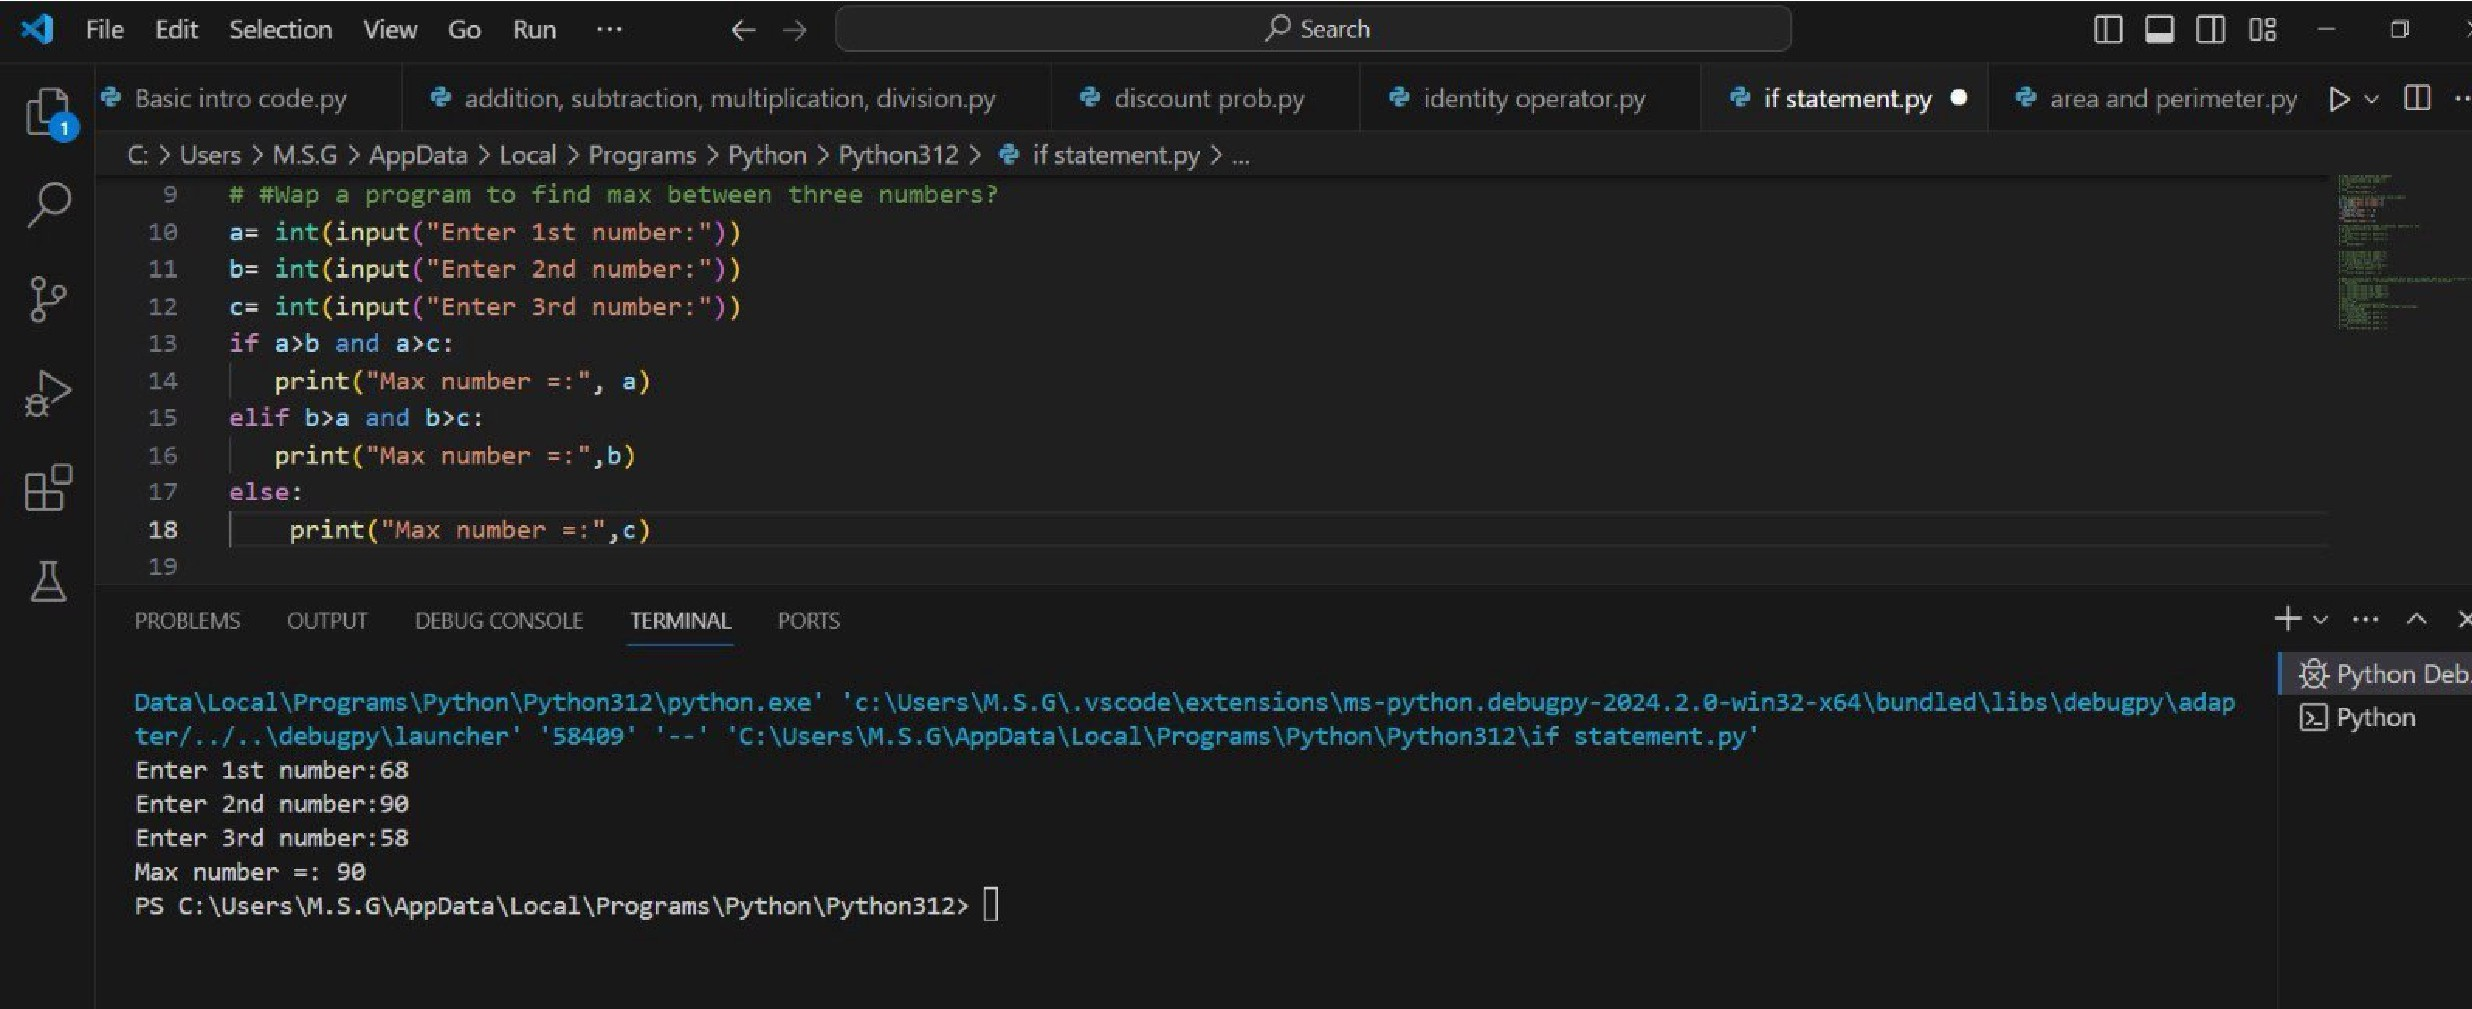 File Edit Selection View Go Run ··· Search
Basic intro code.py addition, subtraction, multiplication, division.py discount prob.py identity operator.py if statement.py area and perimeter.py
1
C: > Users > M.S.G > AppData > Local > Programs > Python > Python312 > if statement.py > ...
9 # #Wap a program to find max between three numbers?
10 a= int(input("Enter 1st number:"))
11 b= int(input("Enter 2nd number:"))
12 c= int(input("Enter 3rd number:"))
13 if a>b and a>c:
14 print("Max number =:", a)
15 elif b>a and b>c:
16 print("Max number =:",b)
17 else:
18 print("Max number =:",c)
19
PROBLEMS OUTPUT DEBUG CONSOLE TERMINAL PORTS
Python Deb.
Python
Data\Local\Programs\Python\Python312\python.exe' 'c:\Users\M.S.G\.vscode\extensions\ms-python.debugpy-2024.2.0-win32-x64\bundled\libs\debugpy\adap
ter/../..\debugpy\launcher' '58409' '--' 'C:\Users\M.S.G\AppData\Local\Programs\Python\Python312\if statement.py'
Enter 1st number:68
Enter 2nd number:90
Enter 3rd number:58
Max number =: 90
PS C:\Users\M.S.G\AppData\Local\Programs\Python\Python312>